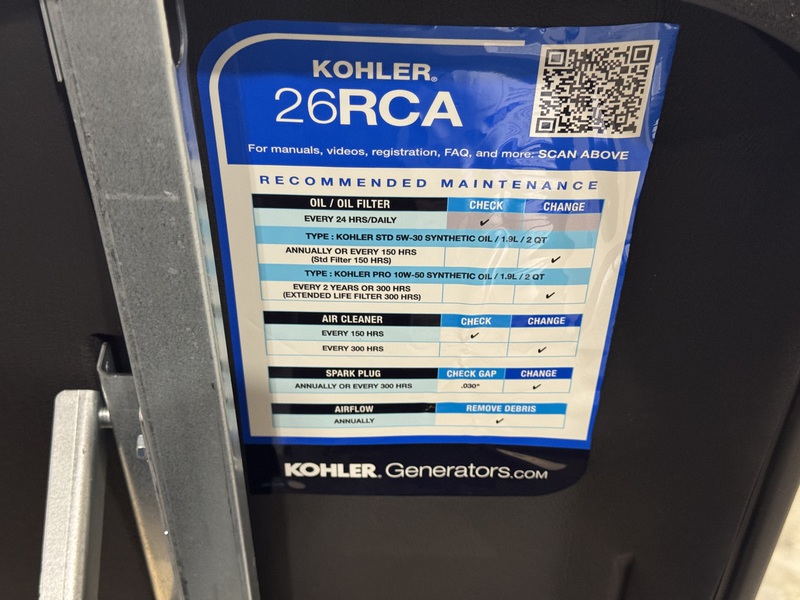 KOHLER®
26RCA
For manuals, videos, registration, FAQ, and more: SCAN ABOVE
RECOMMENDED MAINTENANCE
OIL / OIL FILTER CHECK CHANGE
EVERY 24 HRS/DAILY ✓
TYPE : KOHLER STD 5W-30 SYNTHETIC OIL / 1.9L / 2 QT
ANNUALLY OR EVERY 150 HRS
(Std Filter 150 HRS) ✓
TYPE : KOHLER PRO 10W-50 SYNTHETIC OIL / 1.9L / 2 QT
EVERY 2 YEARS OR 300 HRS
(EXTENDED LIFE FILTER 300 HRS) ✓
AIR CLEANER CHECK CHANGE
EVERY 150 HRS ✓
EVERY 300 HRS ✓
SPARK PLUG CHECK GAP CHANGE
ANNUALLY OR EVERY 300 HRS .030" ✓
AIRFLOW REMOVE DEBRIS
ANNUALLY ✓
KOHLER® Generators.COM